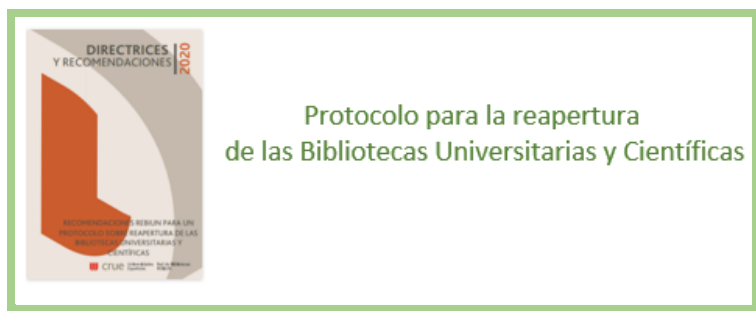 DIRECTRICES
Y RECOMENDACIONES
2020
RECOMENDACIONES REBIUN PARA UN
PROTOCOLO SOBRE REAPERTURA DE LAS
BIBLIOTECAS UNIVERSITARIAS Y
CIENTÍFICAS
crue
Protocolo para la reapertura
de las Bibliotecas Universitarias y Científicas